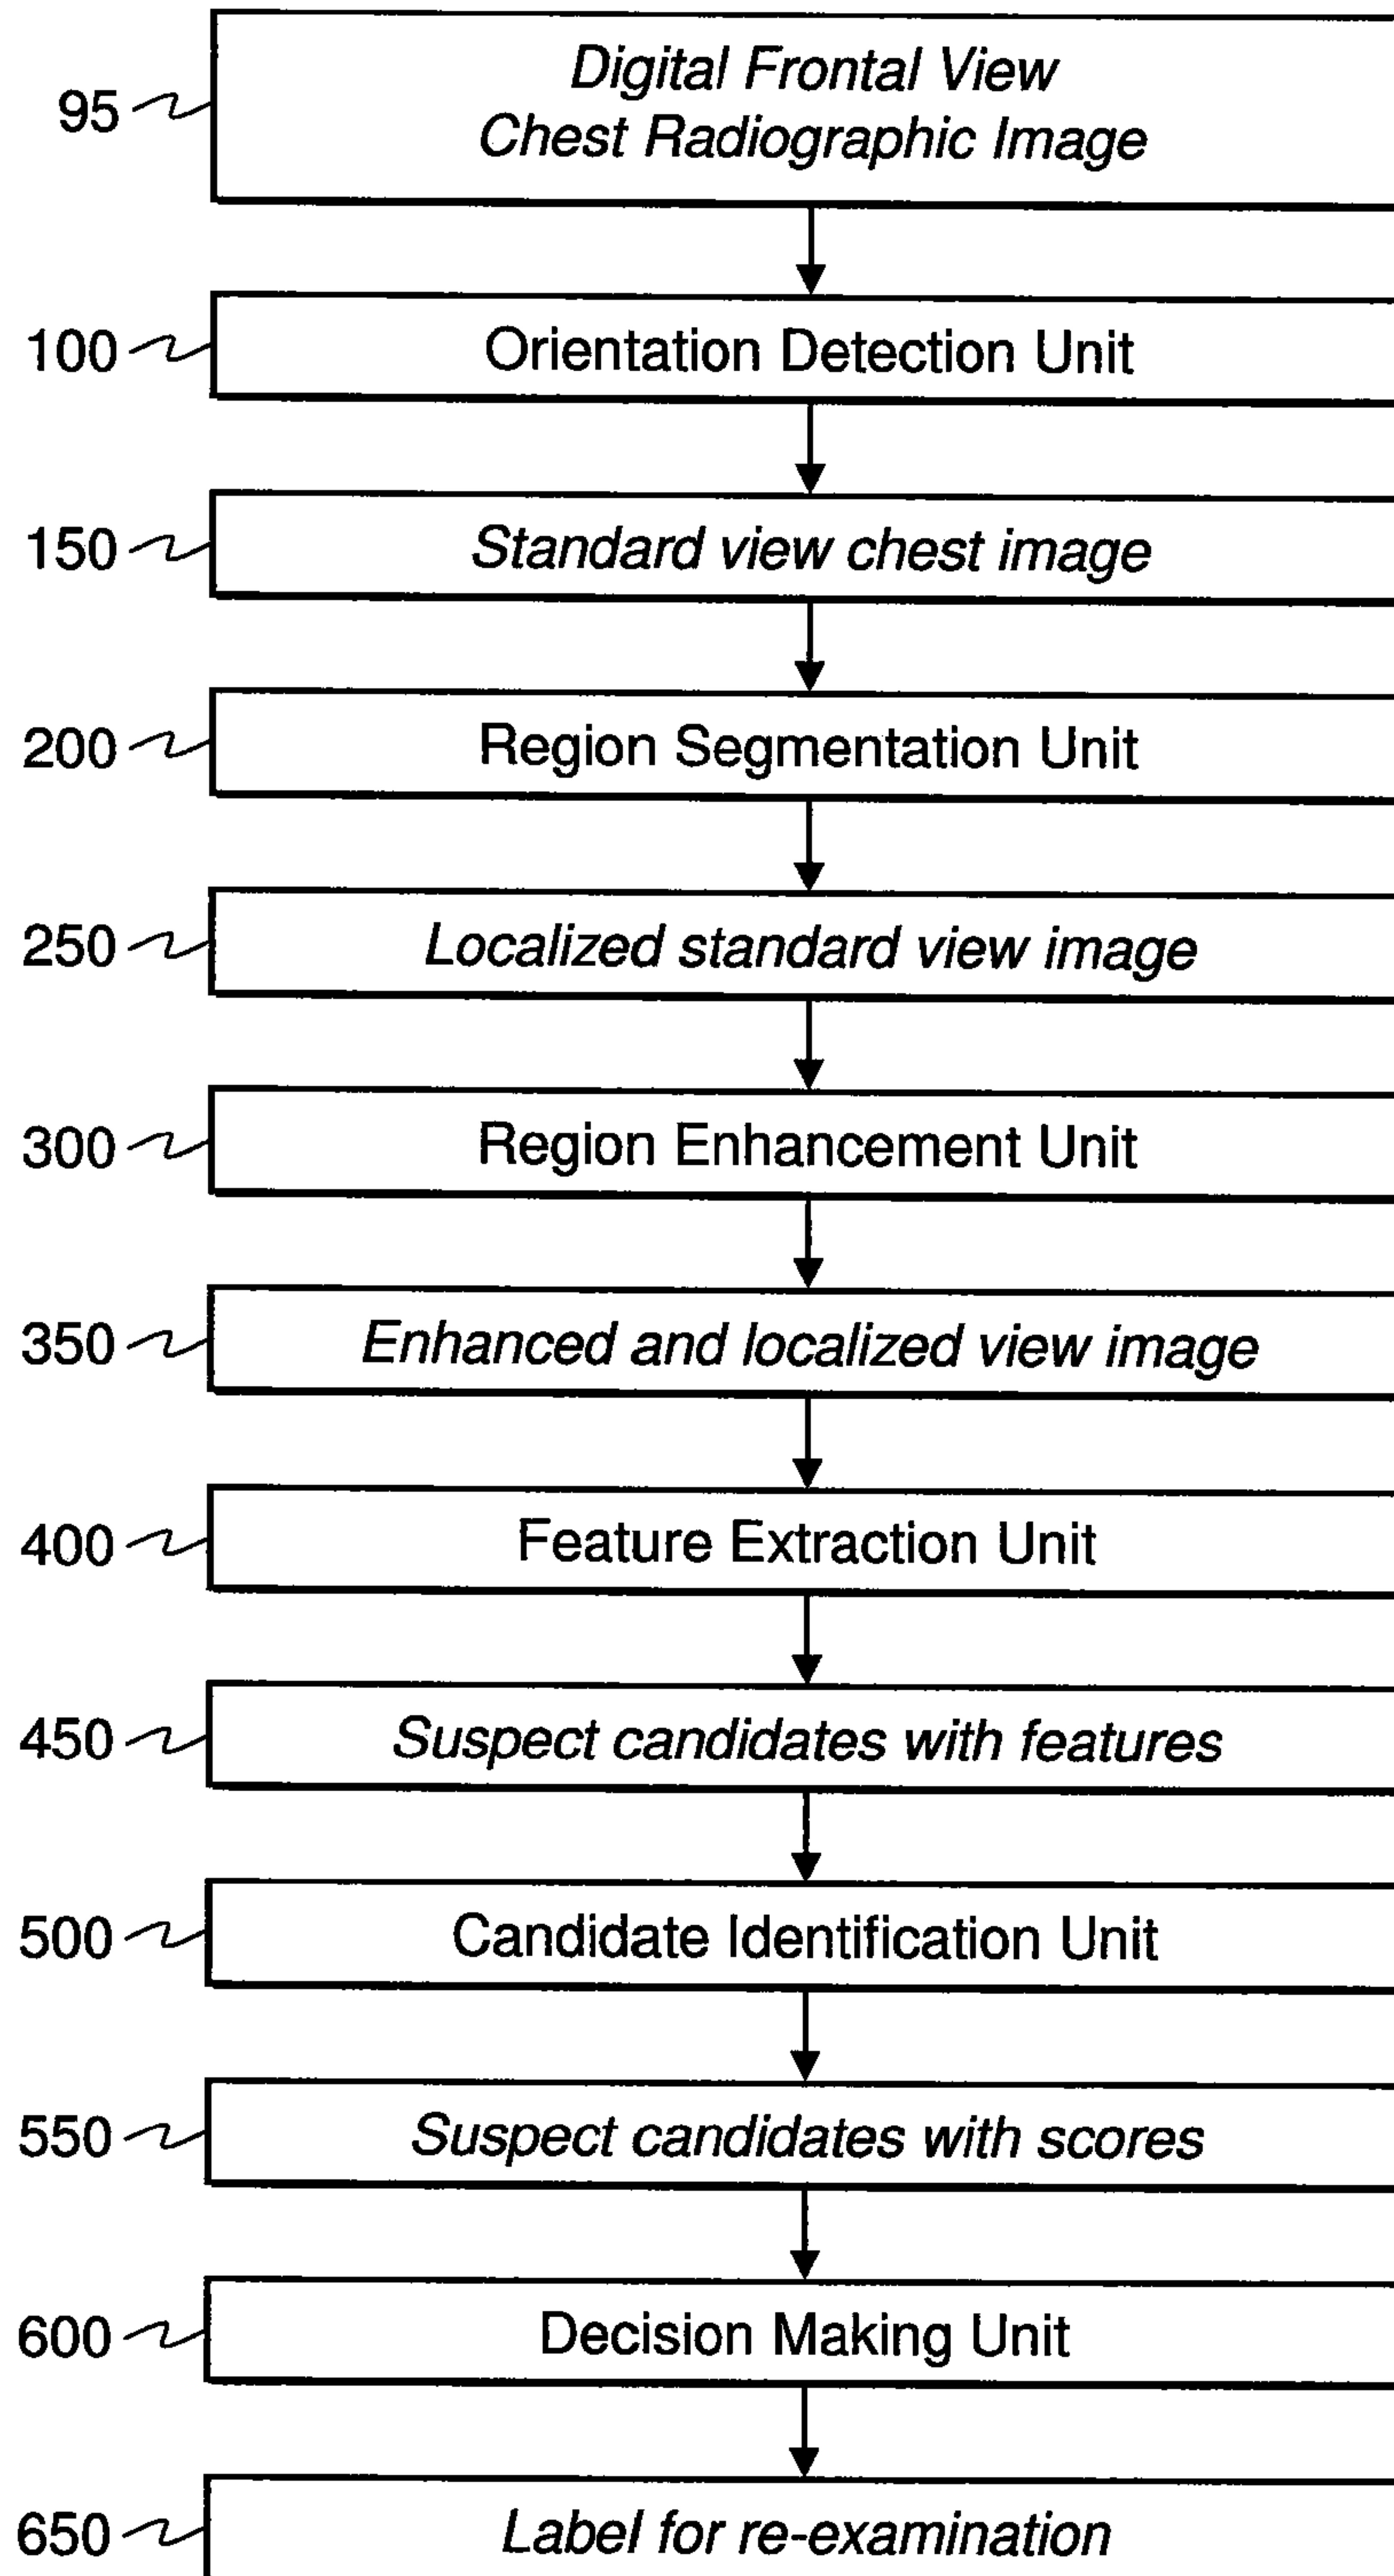 95
Digital Frontal View
Chest Radiographic Image
100
Orientation Detection Unit
150
Standard view chest image
200
Region Segmentation Unit
250
Localized standard view image
300
Region Enhancement Unit
350
Enhanced and localized view image
400
Feature Extraction Unit
450
Suspect candidates with features
500
Candidate Identification Unit
550
Suspect candidates with scores
600
Decision Making Unit
650
Label for re-examination